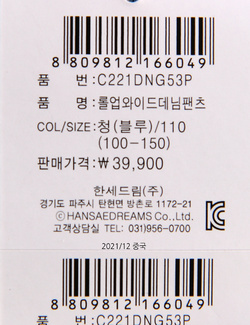 8 809812 166049
품 번:C221DNG53P
품 명:롤업와이드데님팬츠
COL/SIZE:청(블루)/110
(100-150)
판매가격:₩39,900
한세드림(주)
경기도 파주시 탄현면 방촌로 1172-21
ⓒHANSAEDREAMS Co.,Ltd.
고객상담실 TEL: 031)956-0700
2021/12 중국
8 809812 166049
품 번:C221DNG53P